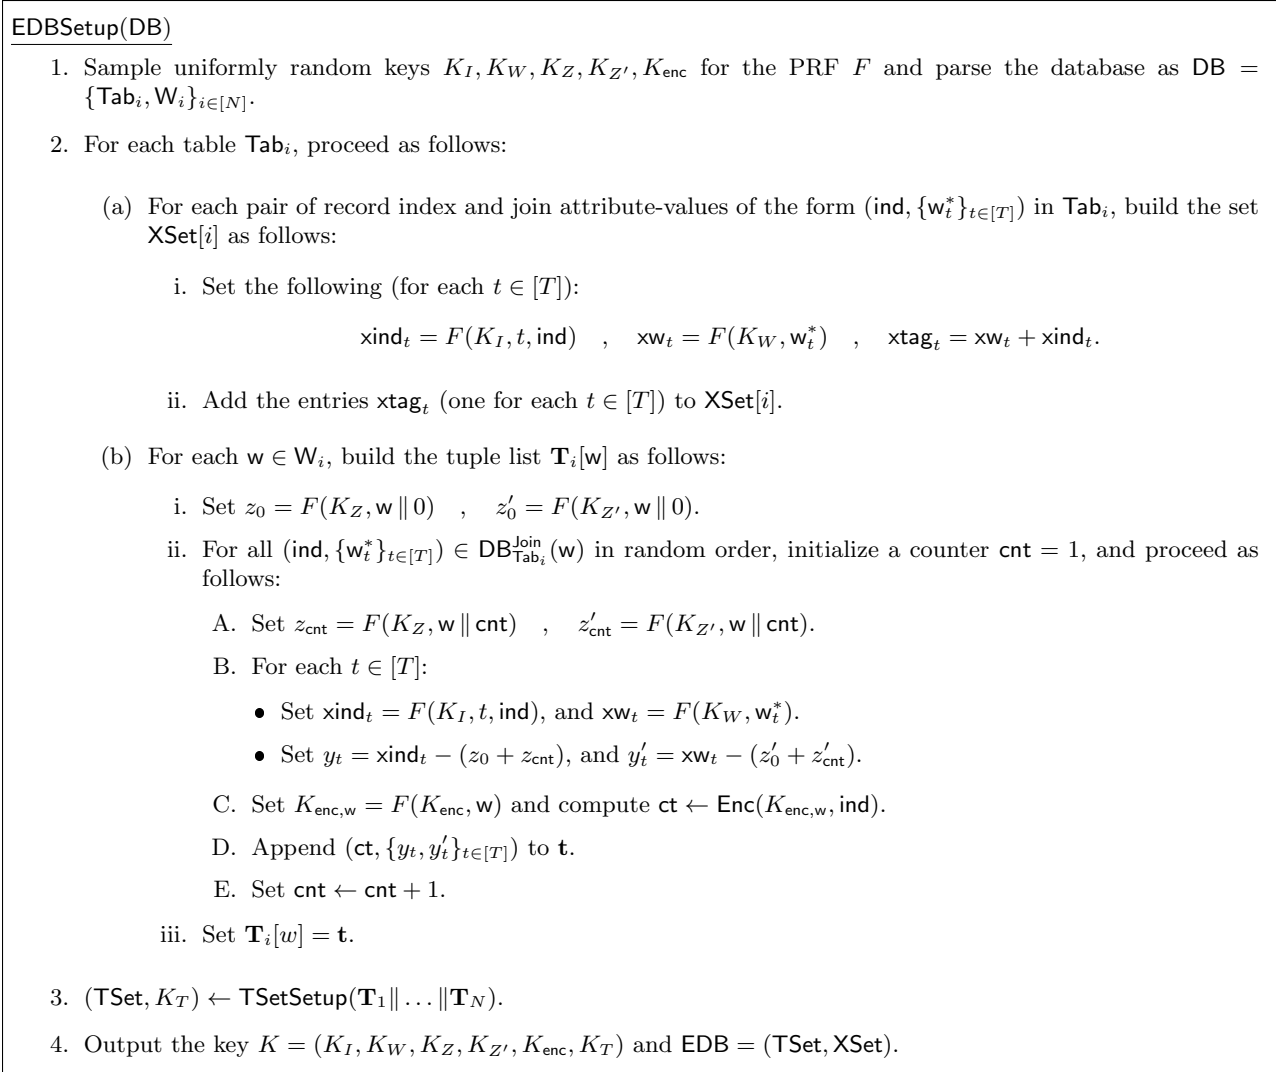 EDBSetup(DB)
1. Sample uniformly random keys K_I, K_W, K_Z, K_{Z′}, K_enc for the PRF F and parse the database as DB =
{Tab_i, W_i}_{i∈[N]}.
2. For each table Tab_i, proceed as follows:
(a) For each pair of record index and join attribute-values of the form (ind, {w*_t}_{t∈[T]}) in Tab_i, build the set
XSet[i] as follows:
i. Set the following (for each t ∈ [T]):
xind_t = F(K_I, t, ind) , xw_t = F(K_W, w*_t) , xtag_t = xw_t + xind_t.
ii. Add the entries xtag_t (one for each t ∈ [T]) to XSet[i].
(b) For each w ∈ W_i, build the tuple list T_i[w] as follows:
i. Set z_0 = F(K_Z, w ∥ 0) , z′_0 = F(K_{Z′}, w ∥ 0).
ii. For all (ind, {w*_t}_{t∈[T]}) ∈ DB^Join_{Tab_i}(w) in random order, initialize a counter cnt = 1, and proceed as
follows:
A. Set z_cnt = F(K_Z, w ∥ cnt) , z′_cnt = F(K_{Z′}, w ∥ cnt).
B. For each t ∈ [T]:
• Set xind_t = F(K_I, t, ind), and xw_t = F(K_W, w*_t).
• Set y_t = xind_t − (z_0 + z_cnt), and y′_t = xw_t − (z′_0 + z′_cnt).
C. Set K_{enc,w} = F(K_enc, w) and compute ct ← Enc(K_{enc,w}, ind).
D. Append (ct, {y_t, y′_t}_{t∈[T]}) to t.
E. Set cnt ← cnt + 1.
iii. Set T_i[w] = t.
3. (TSet, K_T) ← TSetSetup(T_1∥ . . . ∥T_N).
4. Output the key K = (K_I, K_W, K_Z, K_{Z′}, K_enc, K_T) and EDB = (TSet, XSet).